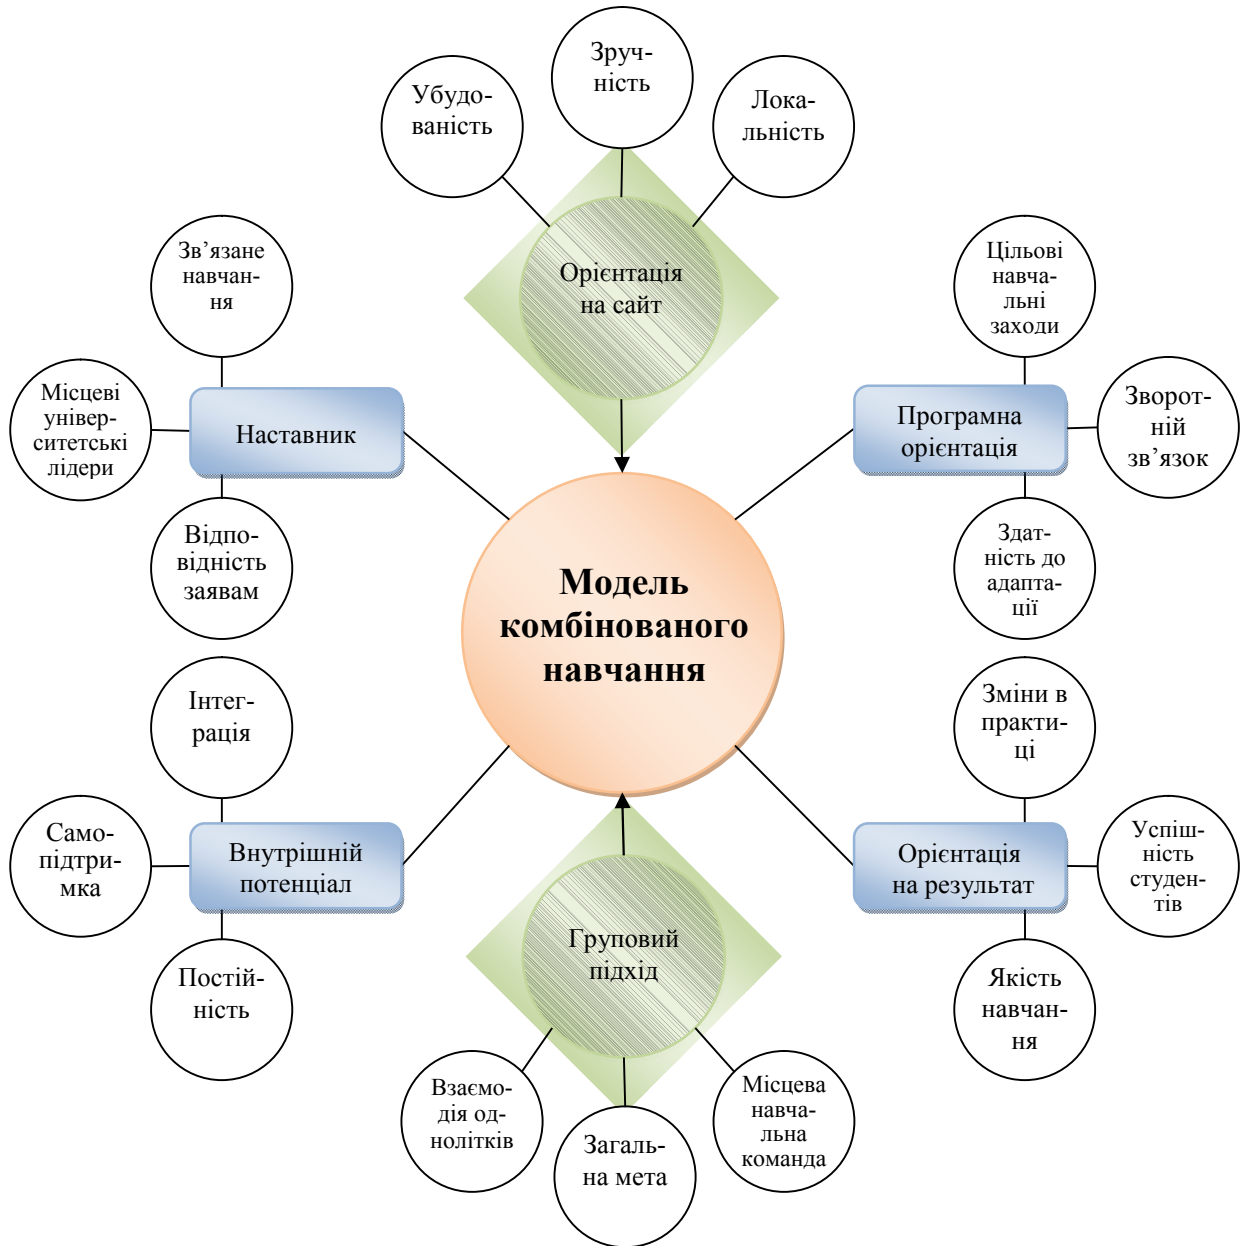 Зруч-
ність
Убудо-
ваність
Лока-
льність
Орієнтація
на сайт
Зв’язане
навчан-
ня
Місцеві
універ-
ситетські
лідери
Наставник
Відпо-
відність
заявам
Цільові
навча-
льні
заходи
Програмна
орієнтація
Зворот-
ній
зв’язок
Здат-
ність до
адапта-
ції
Модель
комбінованого
навчання
Інтег-
рація
Само-
підтри-
мка
Внутрішній
потенціал
Постій-
ність
Зміни в
практи-
ці
Орієнтація
на результат
Успіш-
ність
студен-
тів
Якість
навчан-
ня
Груповий
підхід
Взаємо-
дія од-
нолітків
Загаль-
на мета
Місцева
навча-
льна
команда